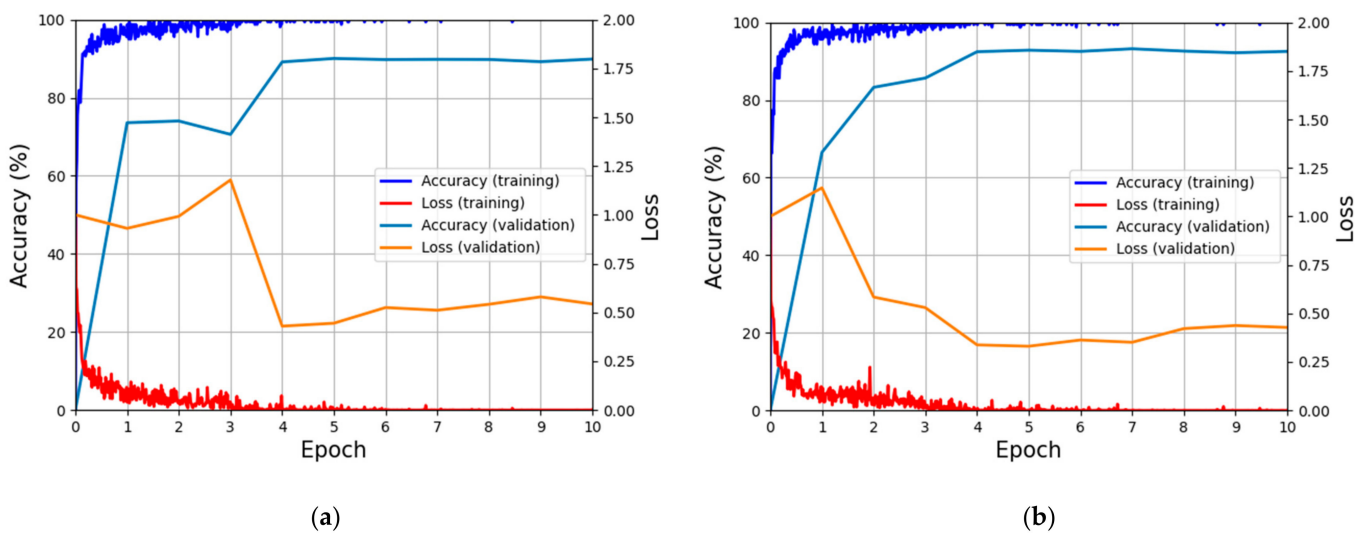 100
80
60
40
20
0
Accuracy (%)
2.00
1.75
1.50
1.25
1.00
0.75
0.50
0.25
0.00
Loss
Accuracy (training)
Loss (training)
Accuracy (validation)
Loss (validation)
0 1 2 3 4 5 6 7 8 9 10
Epoch
(a)
100
80
60
40
20
0
Accuracy (%)
2.00
1.75
1.50
1.25
1.00
0.75
0.50
0.25
0.00
Loss
Accuracy (training)
Loss (training)
Accuracy (validation)
Loss (validation)
0 1 2 3 4 5 6 7 8 9 10
Epoch
(b)